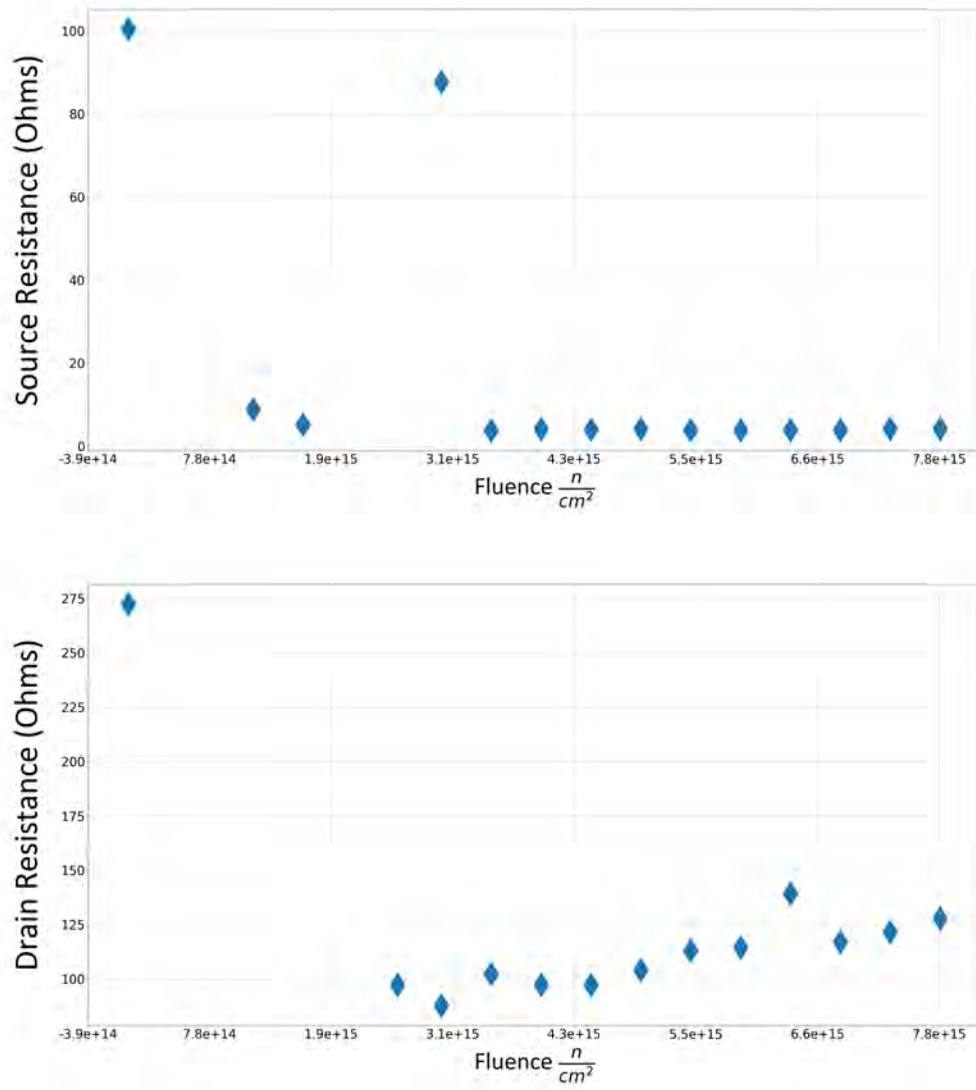 Source Resistance (Ohms)
100
80
60
40
20
0
-3.9e+14 7.8e+14 1.9e+15 3.1e+15 4.3e+15 5.5e+15 6.6e+15 7.8e+15
Fluence n/cm²
Drain Resistance (Ohms)
275
250
225
200
175
150
125
100
-3.9e+14 7.8e+14 1.9e+15 3.1e+15 4.3e+15 5.5e+15 6.6e+15 7.8e+15
Fluence n/cm²